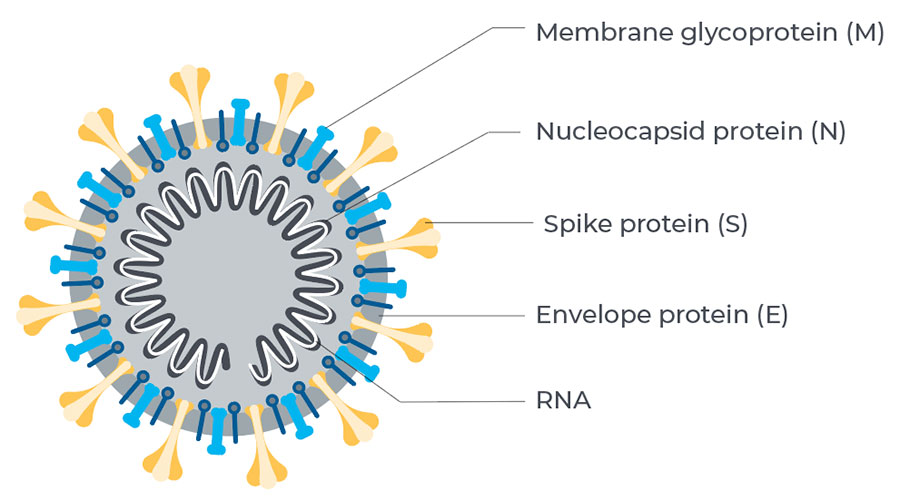 Membrane glycoprotein (M)
Nucleocapsid protein (N)
Spike protein (S)
Envelope protein (E)
RNA